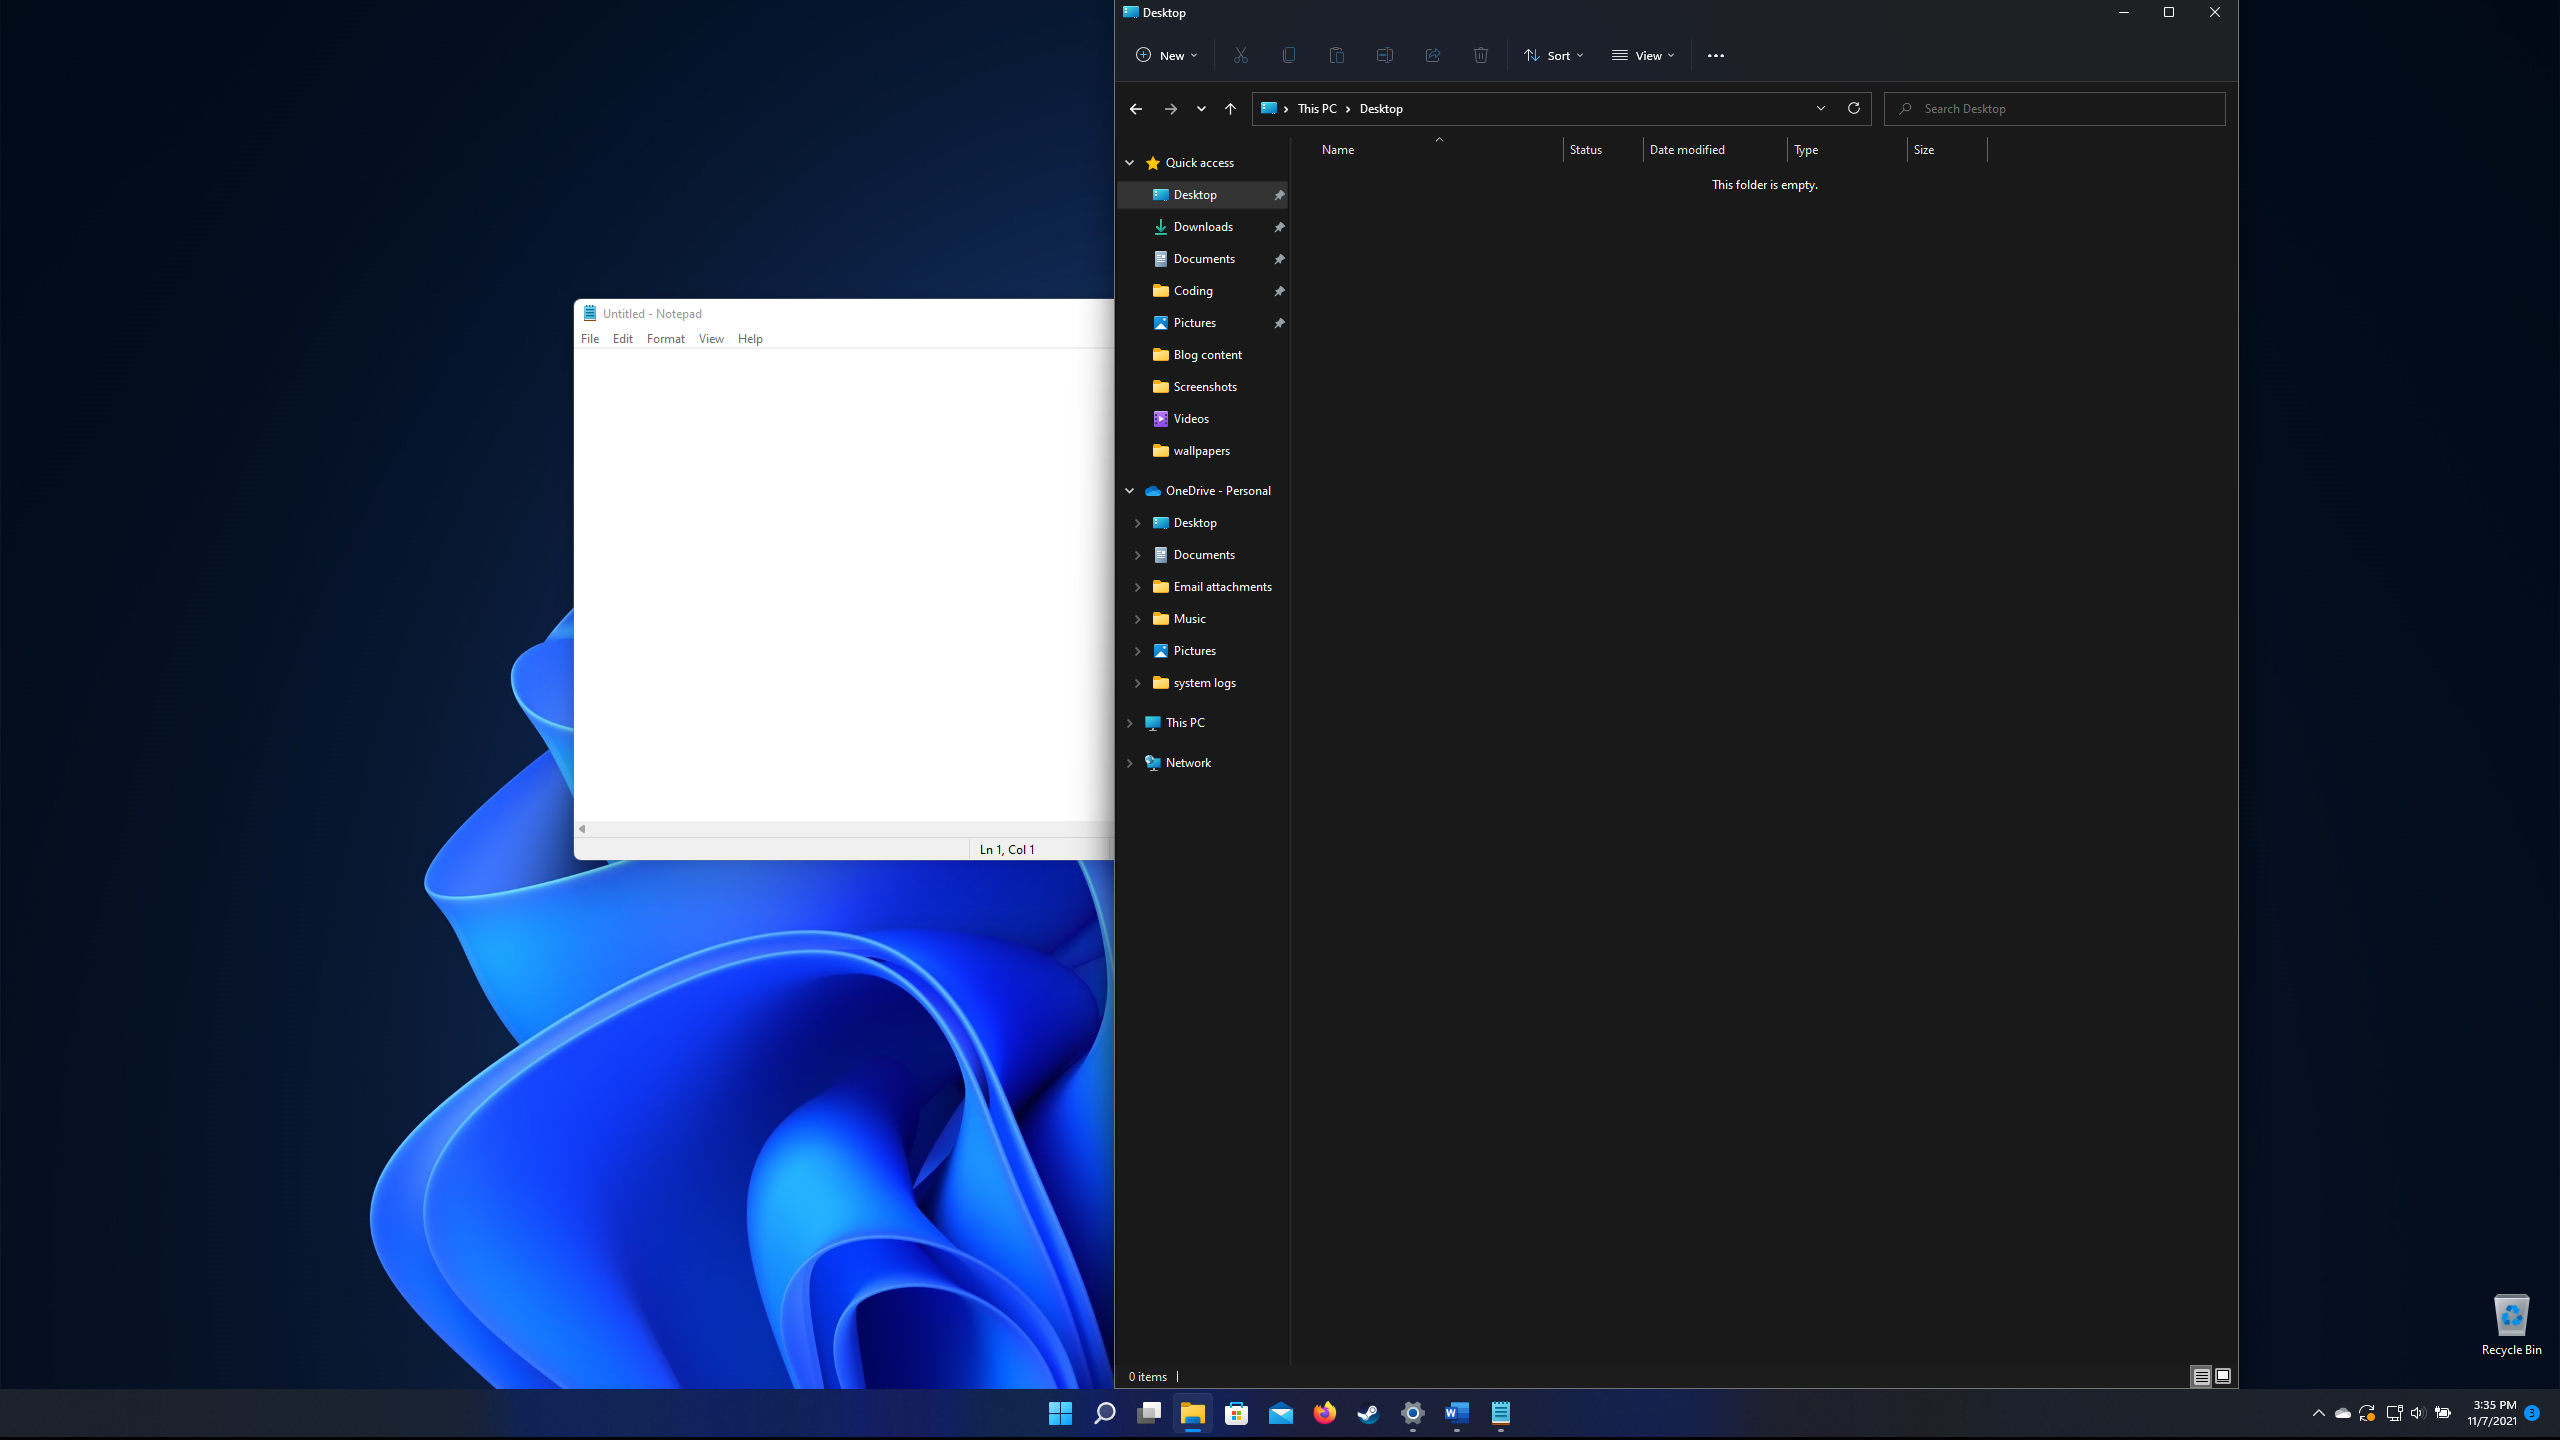 Desktop
New
Sort
View
This PC
Desktop
Search Desktop
Name
Status
Date modified
Type
Size
This folder is empty.
Quick access
Desktop
Downloads
Documents
Coding
Pictures
Blog content
Screenshots
Videos
wallpapers
OneDrive - Personal
Desktop
Documents
Email attachments
Music
Pictures
system logs
This PC
Network
0 items
Untitled - Notepad
File Edit Format View Help
Ln 1, Col 1
Recycle Bin
3:35 PM
11/7/2021
3